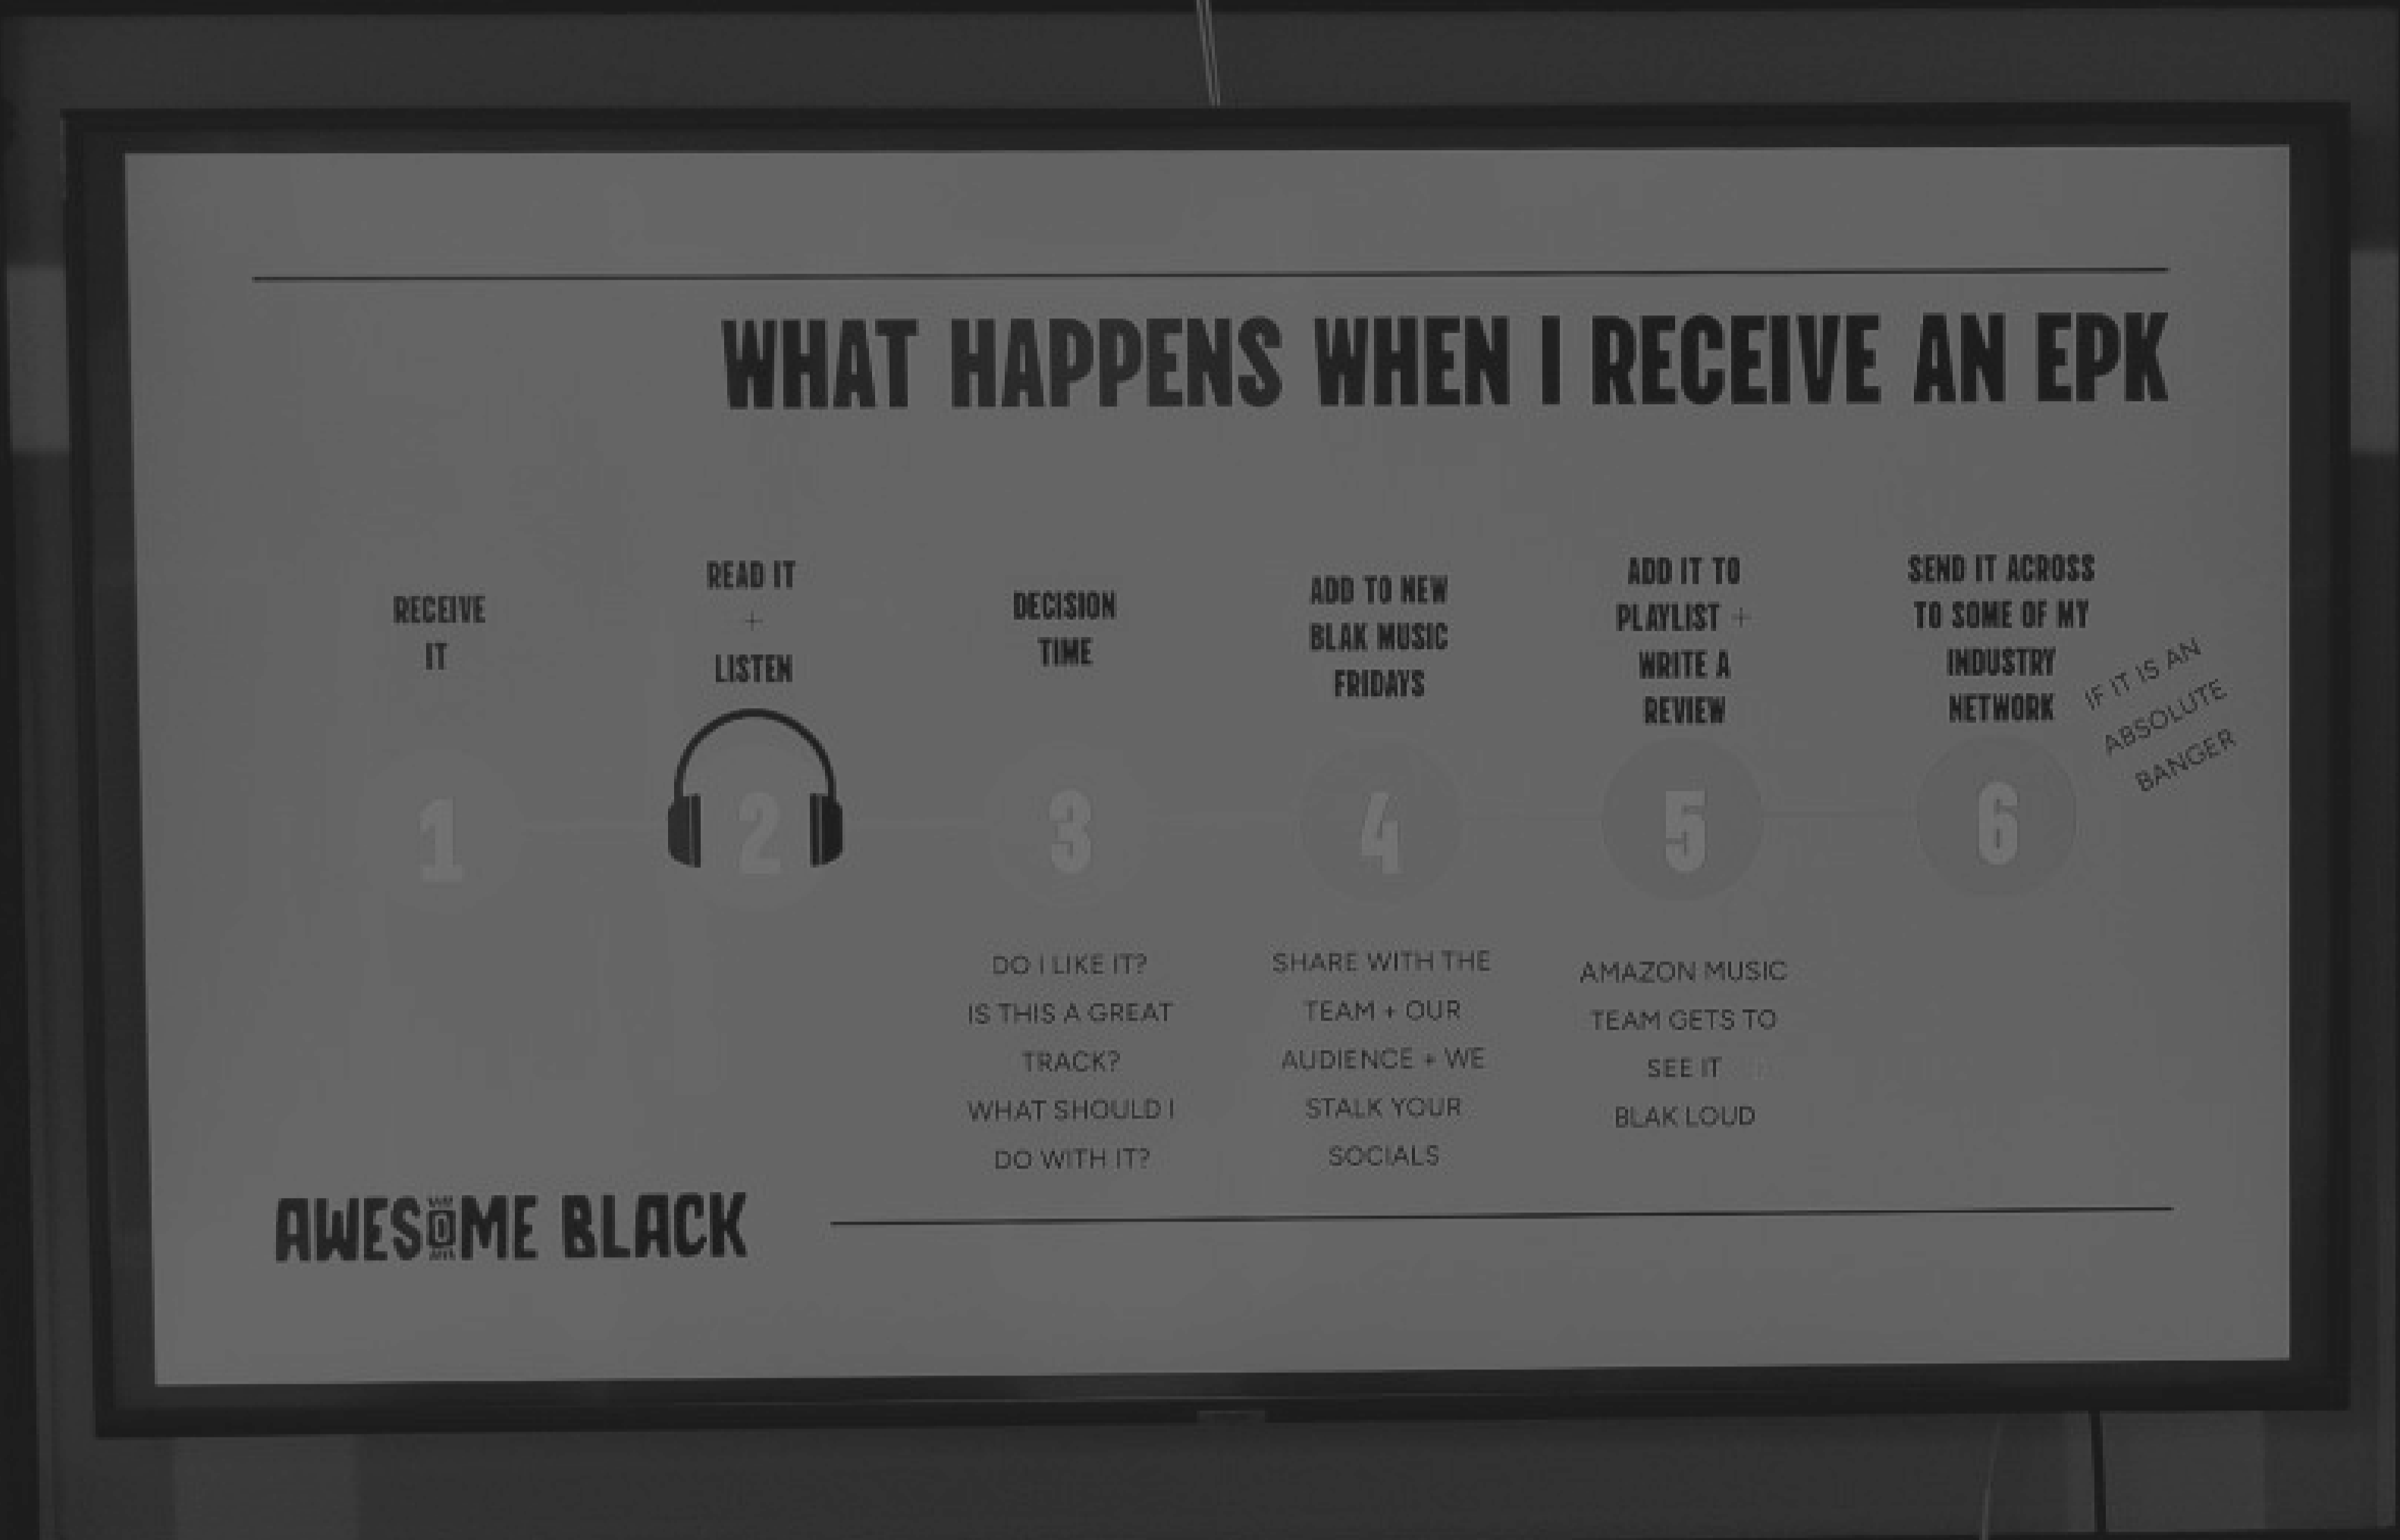 WHAT HAPPENS WHEN I RECEIVE AN EPK
RECEIVE
IT
1
READ IT
+
LISTEN
2
DECISION
TIME
3
DO I LIKE IT?
IS THIS A GREAT
TRACK?
WHAT SHOULD I
DO WITH IT?
ADD TO NEW
BLAK MUSIC
FRIDAYS
4
SHARE WITH THE
TEAM + OUR
AUDIENCE + WE
STALK YOUR
SOCIALS
ADD IT TO
PLAYLIST +
WRITE A
REVIEW
5
AMAZON MUSIC
TEAM GETS TO
SEE IT
BLAK LOUD
SEND IT ACROSS
TO SOME OF MY
INDUSTRY
NETWORK
IF IT IS AN
ABSOLUTE
BANGER
6
AWESOME BLACK